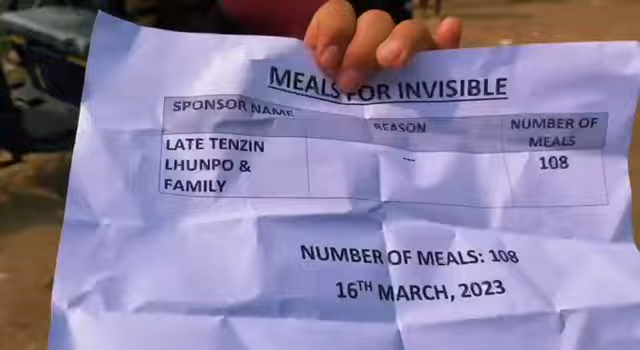 MEALS FOR INVISIBLE
SPONSOR NAME REASON NUMBER OF MEALS
LATE TENZIN LHUNPO & FAMILY --- 108
NUMBER OF MEALS: 108
16TH MARCH, 2023